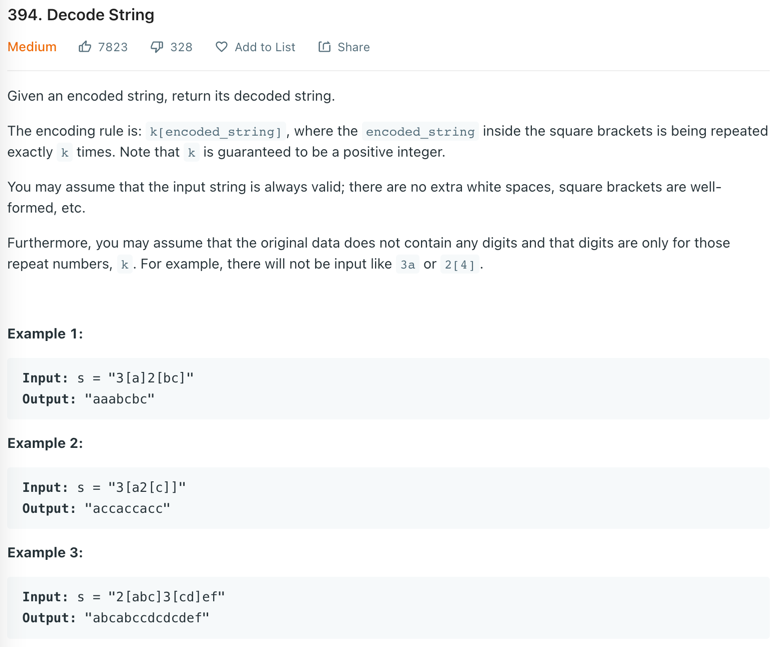 394. Decode String
Medium 7823 328 Add to List Share
Given an encoded string, return its decoded string.
The encoding rule is: k[encoded_string], where the encoded_string inside the square brackets is being repeated
exactly k times. Note that k is guaranteed to be a positive integer.
You may assume that the input string is always valid; there are no extra white spaces, square brackets are well-
formed, etc.
Furthermore, you may assume that the original data does not contain any digits and that digits are only for those
repeat numbers, k. For example, there will not be input like 3a or 2[4].
Example 1:
Input: s = "3[a]2[bc]"
Output: "aaabcbc"
Example 2:
Input: s = "3[a2[c]]"
Output: "accaccacc"
Example 3:
Input: s = "2[abc]3[cd]ef"
Output: "abcabccdcdcdef"